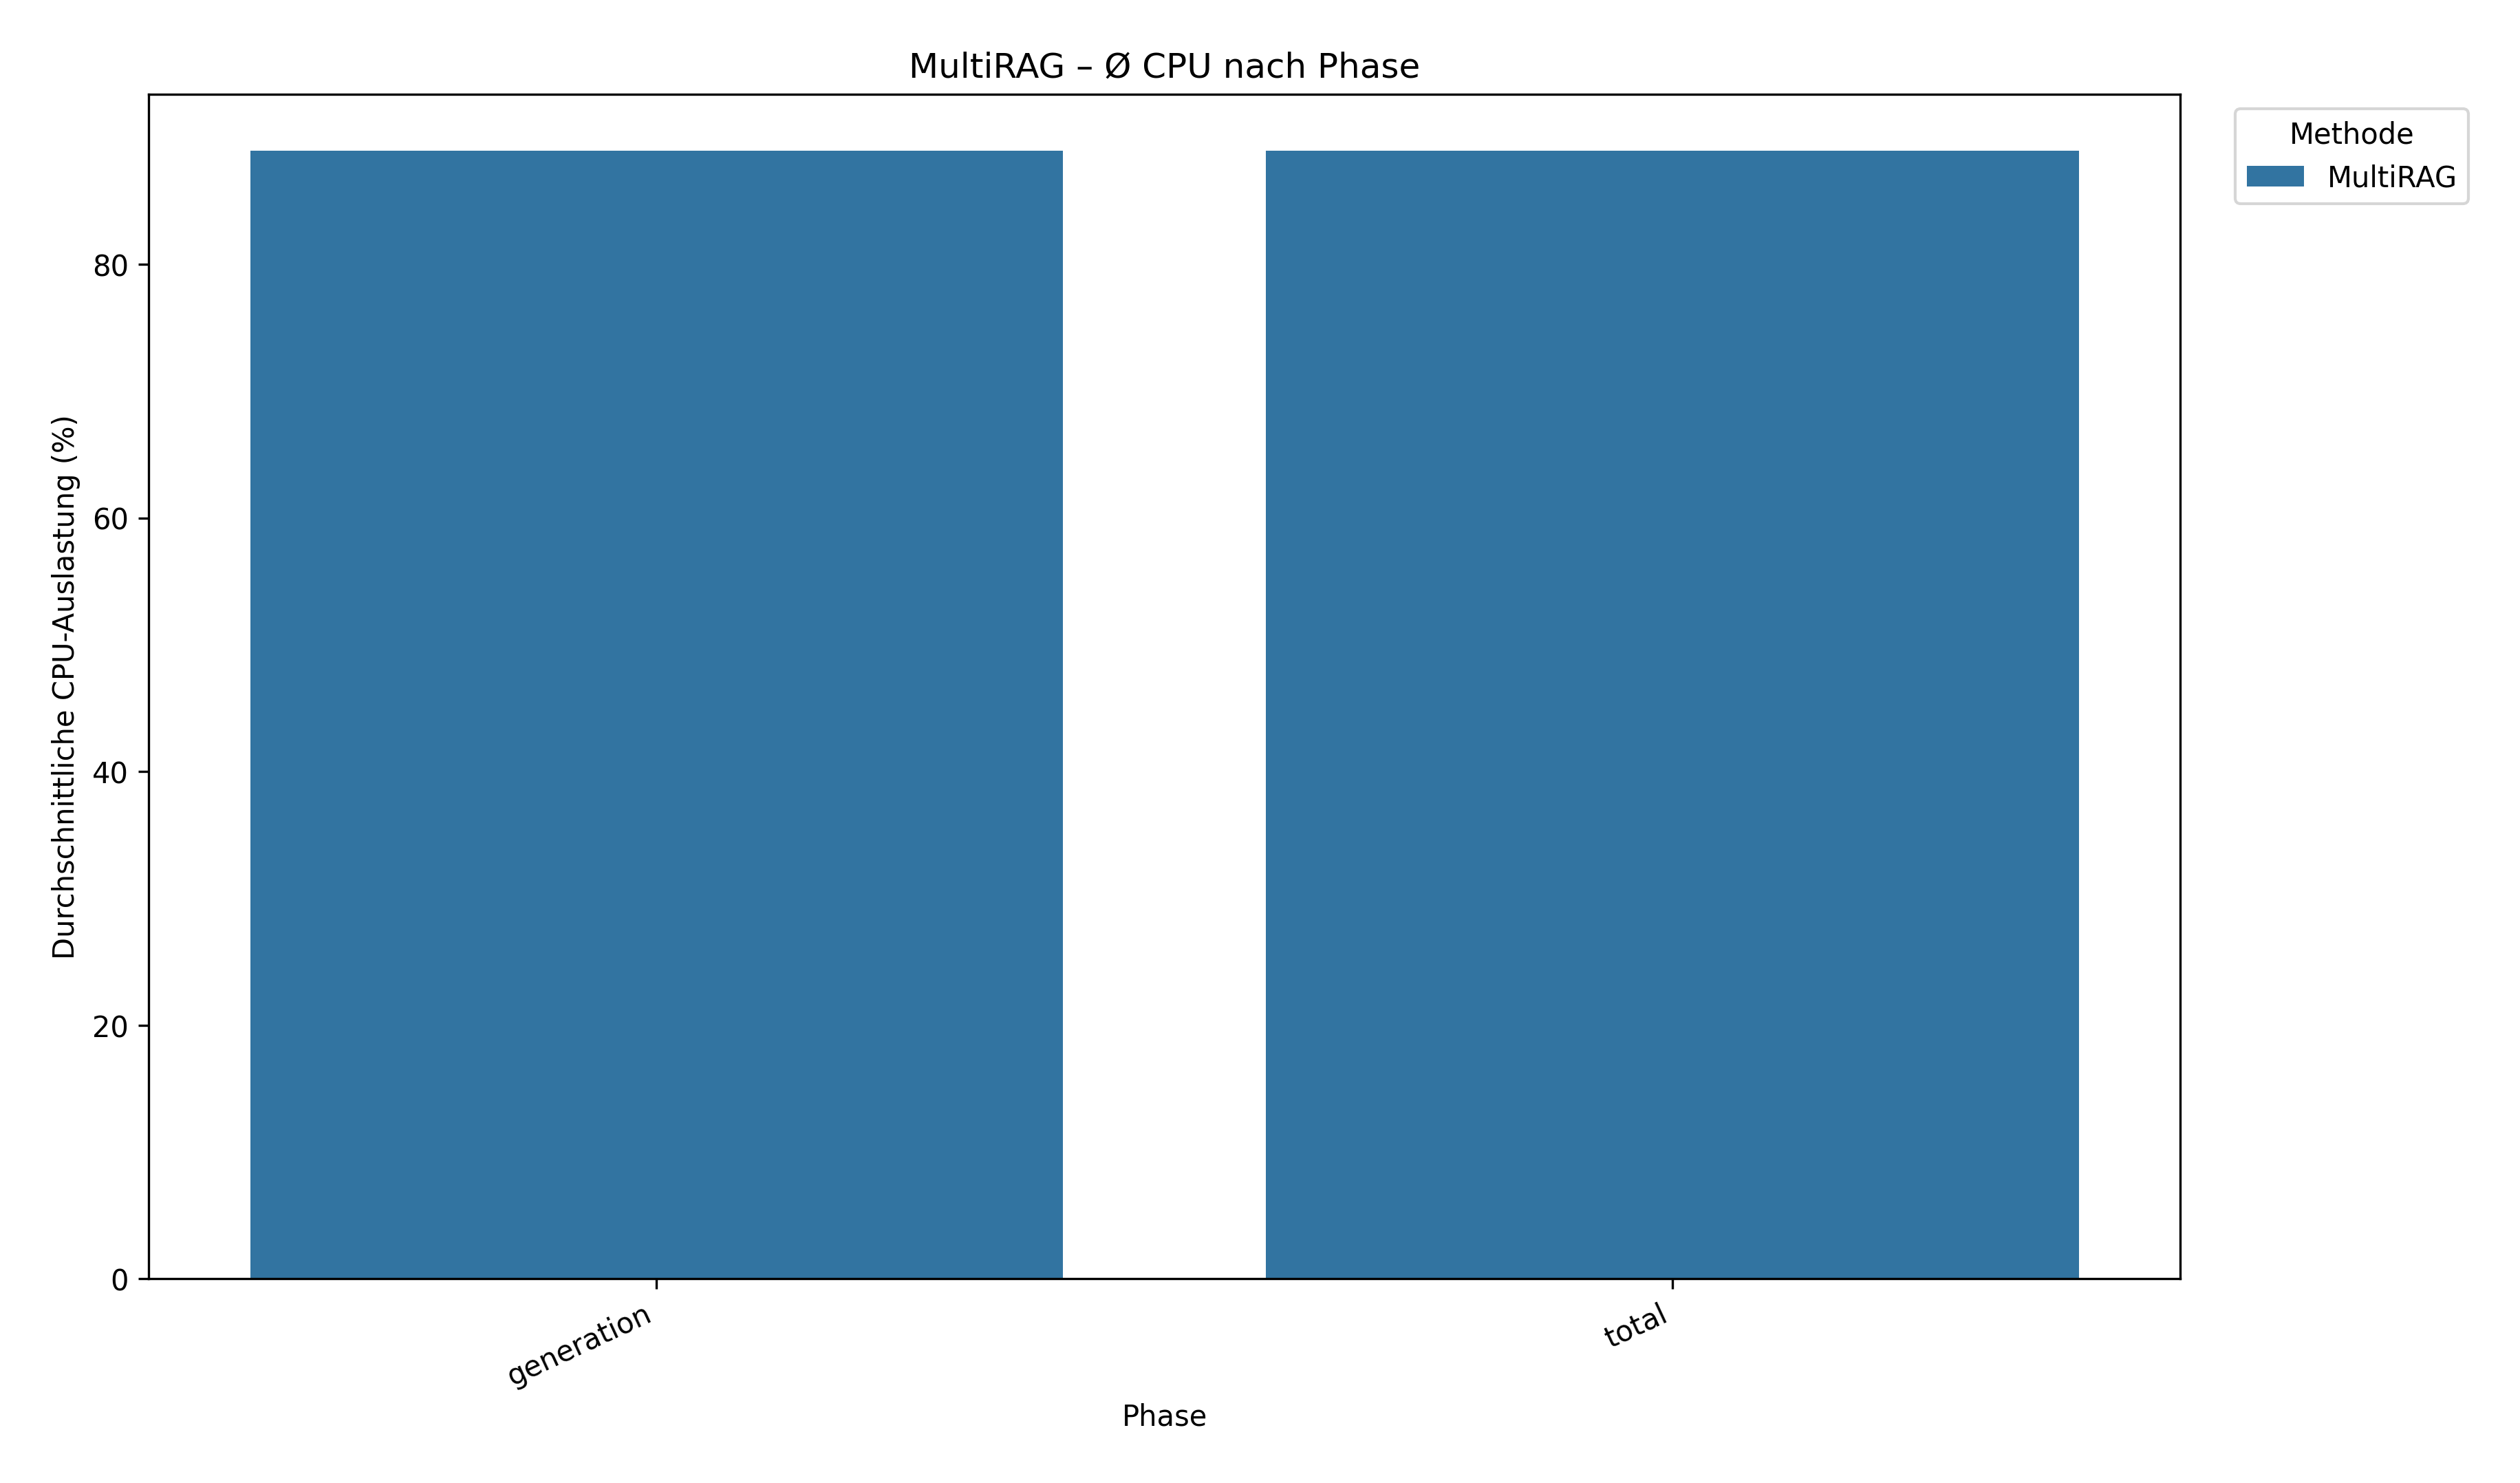 MultiRAG – Ø CPU nach Phase
Methode
MultiRAG
Durchschnittliche CPU-Auslastung (%)
80
60
40
20
0
generation
total
Phase